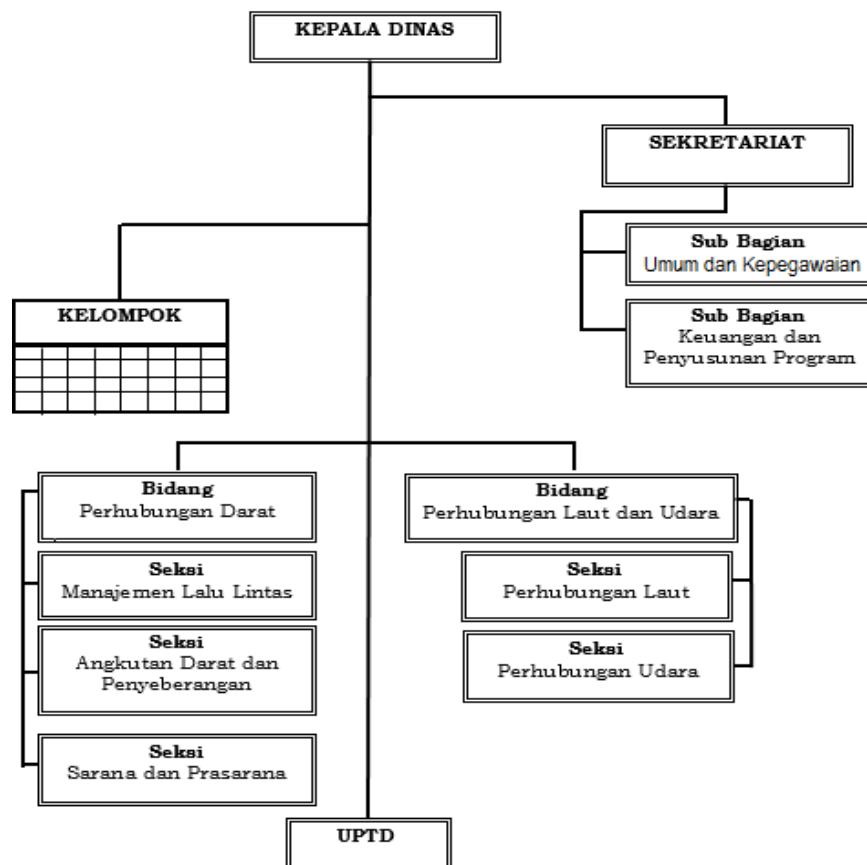 KEPALA DINAS
SEKRETARIAT
Sub Bagian
Umum dan Kepegawaian
Sub Bagian
Keuangan dan
Penyusunan Program
KELOMPOK
Bidang
Perhubungan Darat
Seksi
Manajemen Lalu Lintas
Seksi
Angkutan Darat dan
Penyeberangan
Seksi
Sarana dan Prasarana
Bidang
Perhubungan Laut dan Udara
Seksi
Perhubungan Laut
Seksi
Perhubungan Udara
UPTD